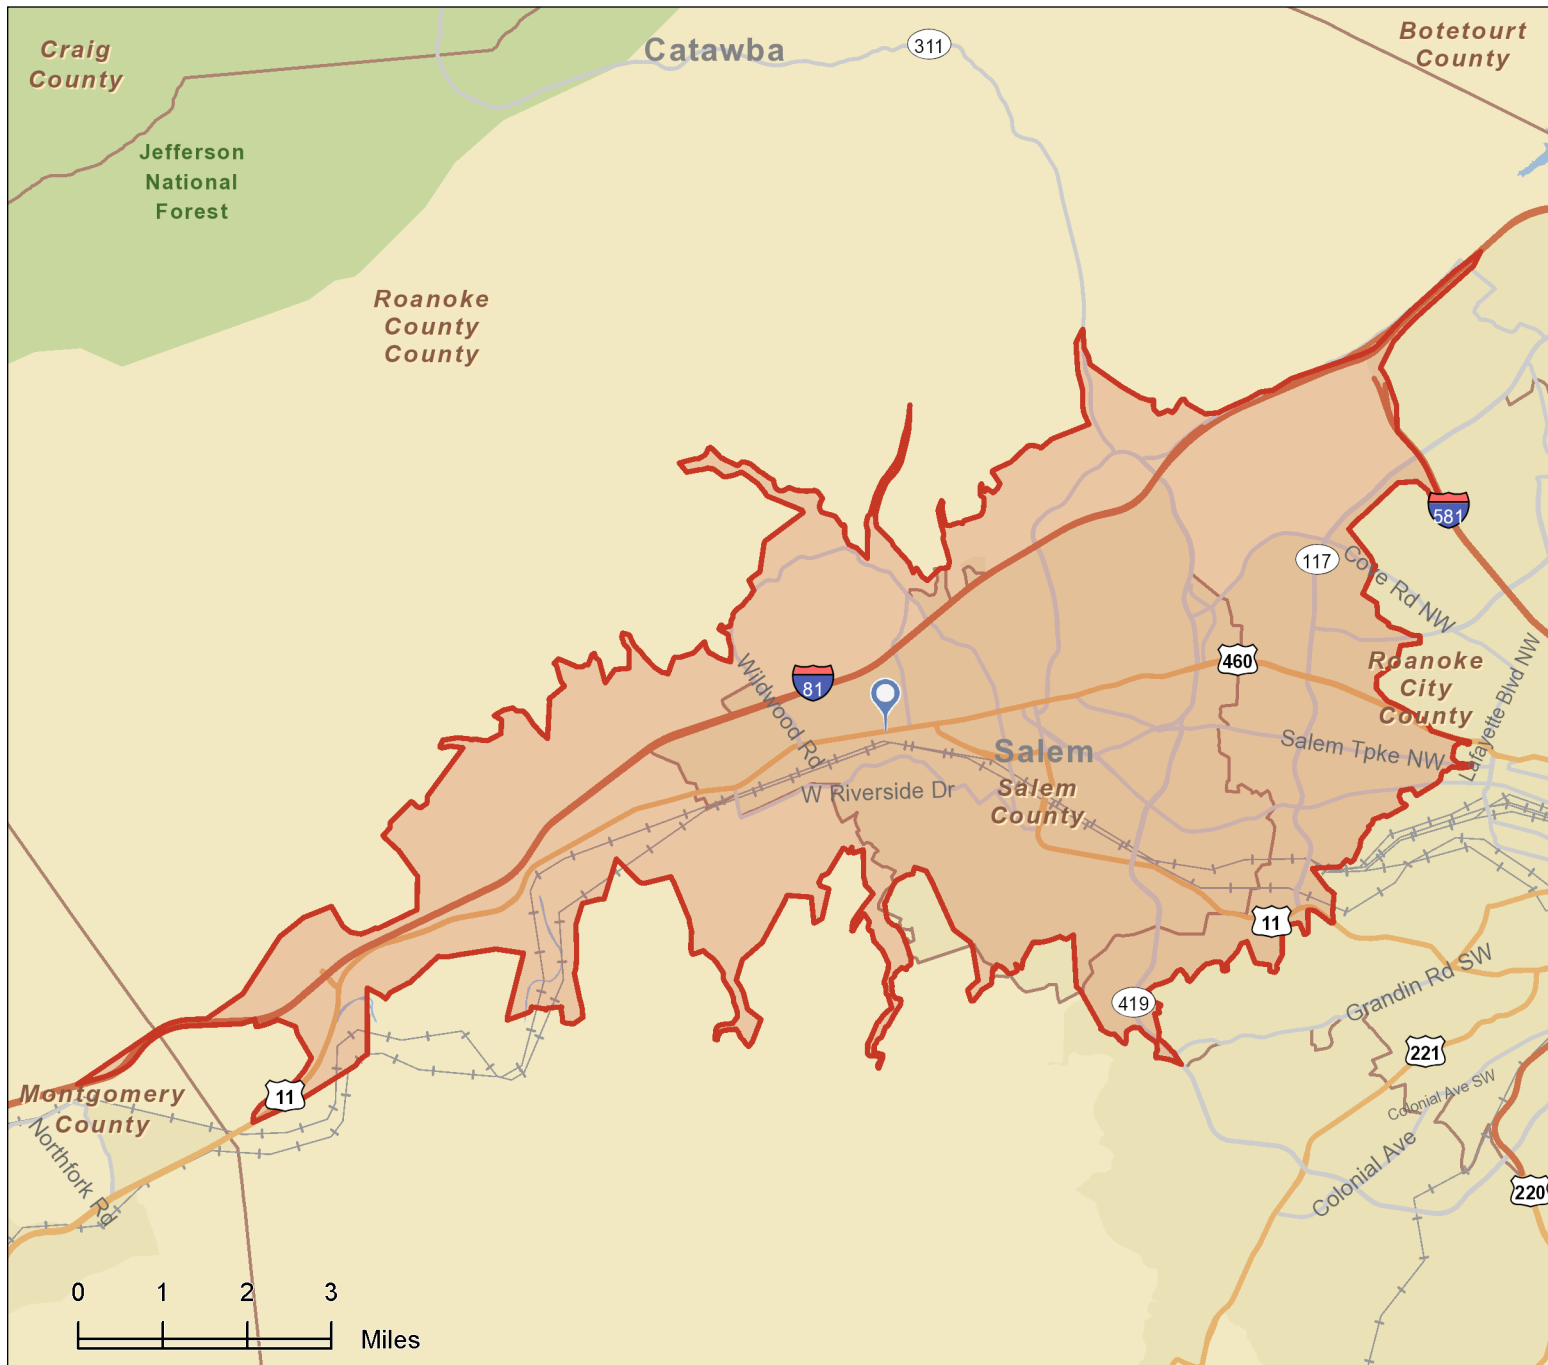 Craig
County
Catawba
311
Botetourt
County
Jefferson
National
Forest
Roanoke
County
County
581
117
Cove Rd NW
460
Roanoke
City
County
Lafayette Blvd NW
81
Wildwood Rd
Salem
Salem Tpke NW
Salem
County
W Riverside Dr
11
419
Grandin Rd SW
221
Colonial Ave SW
Colonial Ave
220
Montgomery
County
11
Northfork Rd
0 1 2 3
Miles